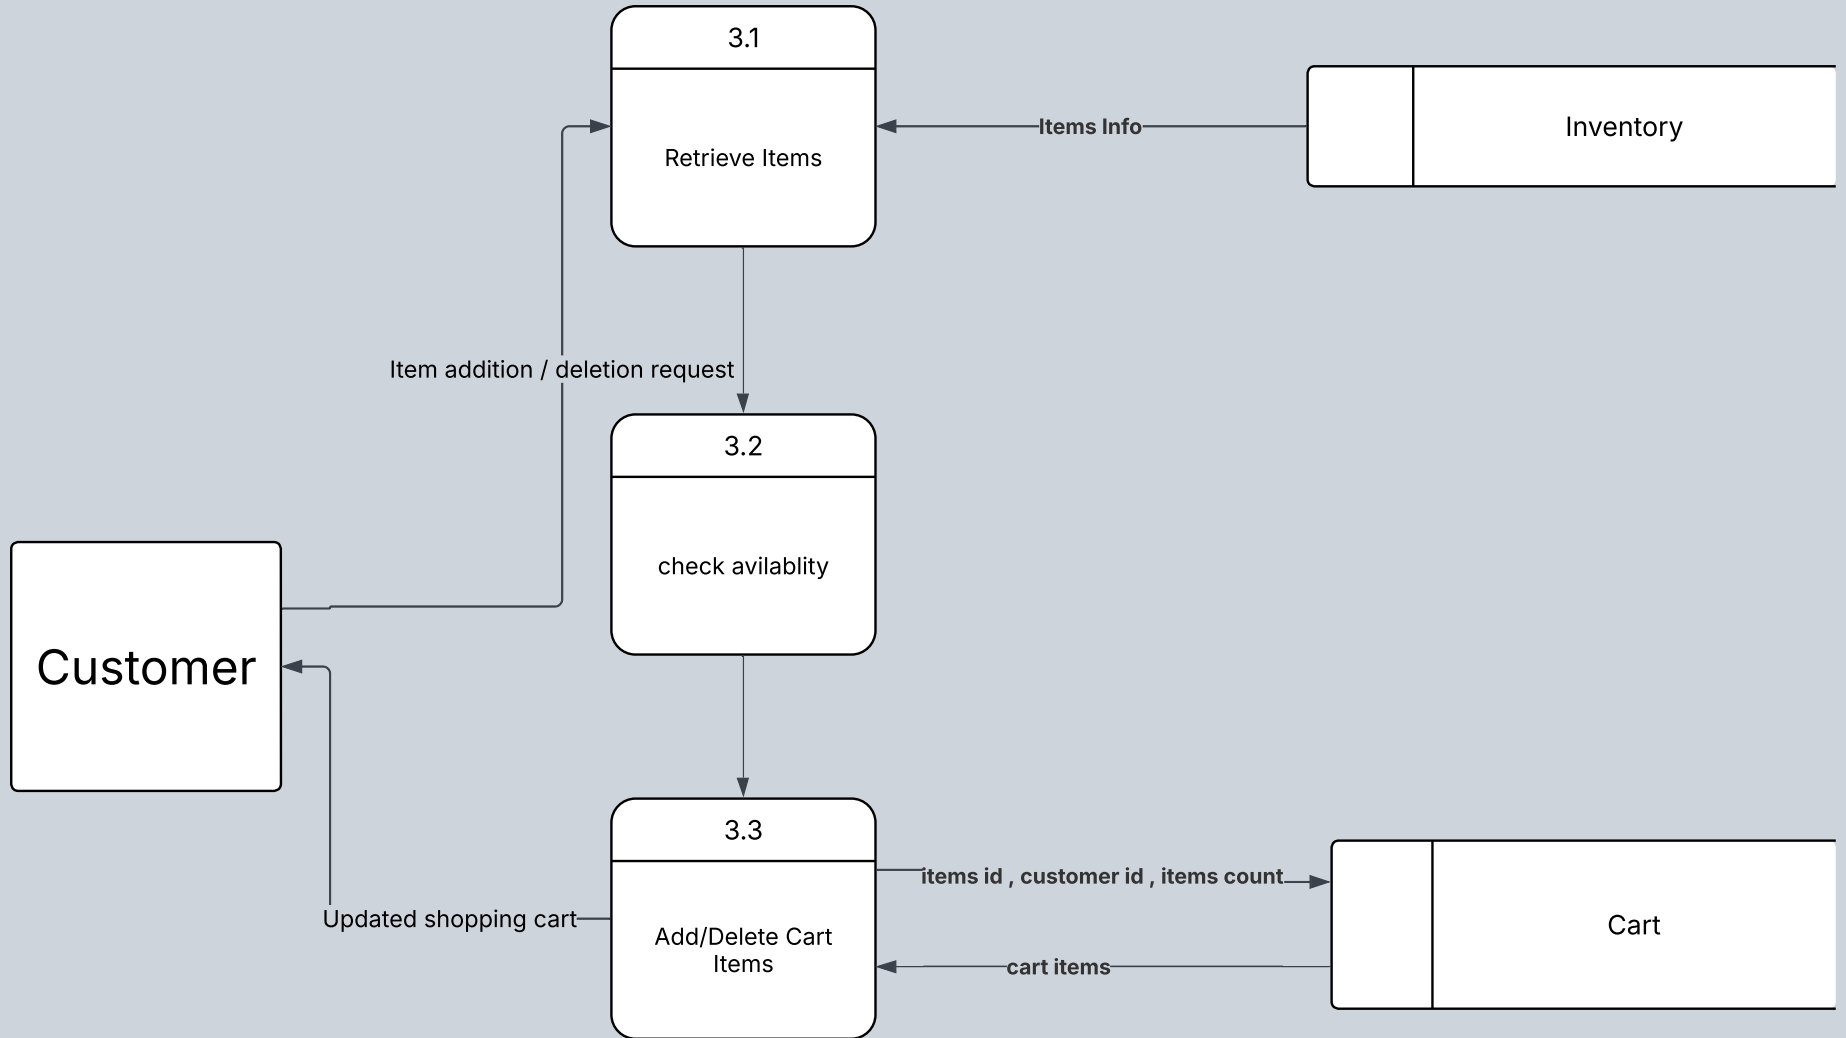 3.1
Retrieve Items
Items Info
Inventory
Item addition / deletion request
3.2
check avilablity
Customer
3.3
Add/Delete Cart
Items
items id , customer id , items count
Updated shopping cart
cart items
Cart